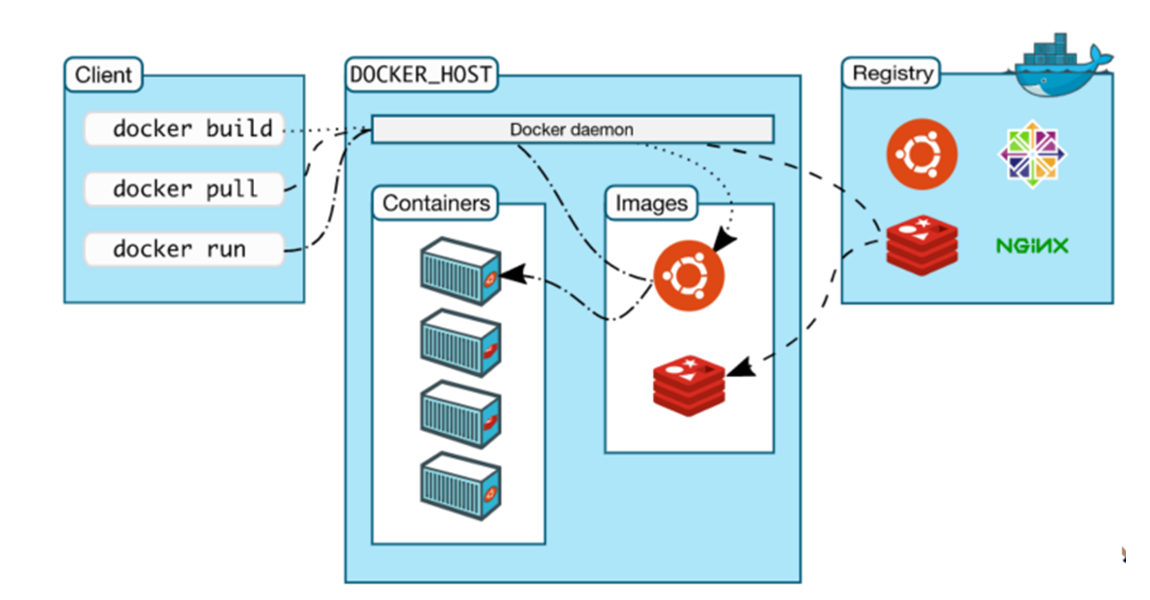 Client
docker build
docker pull
docker run
DOCKER_HOST
Docker daemon
Containers
Images
Registry
NGiNX